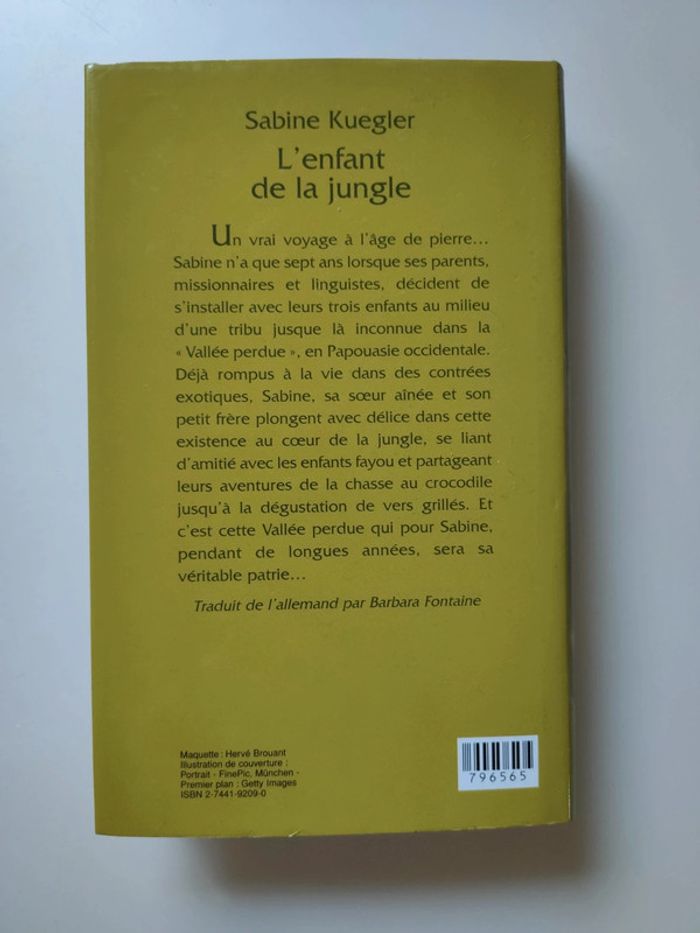 Sabine Kuegler
L'enfant
de la jungle
Un vrai voyage à l'âge de pierre...
Sabine n'a que sept ans lorsque ses parents,
missionnaires et linguistes, décident de
s'installer avec leurs trois enfants au milieu
d'une tribu jusque là inconnue dans la
« Vallée perdue », en Papouasie occidentale.
Déjà rompus à la vie dans des contrées
exotiques, Sabine, sa sœur aînée et son
petit frère plongent avec délice dans cette
existence au cœur de la jungle, se liant
d'amitié avec les enfants fayou et partageant
leurs aventures de la chasse au crocodile
jusqu'à la dégustation de vers grillés. Et
c'est cette Vallée perdue qui pour Sabine,
pendant de longues années, sera sa
véritable patrie...
Traduit de l'allemand par Barbara Fontaine
Maquette : Hervé Brouant
Illustration de couverture :
Portrait - FinePic, München -
Premier plan : Getty Images
ISBN 2-7441-9209-0
796565